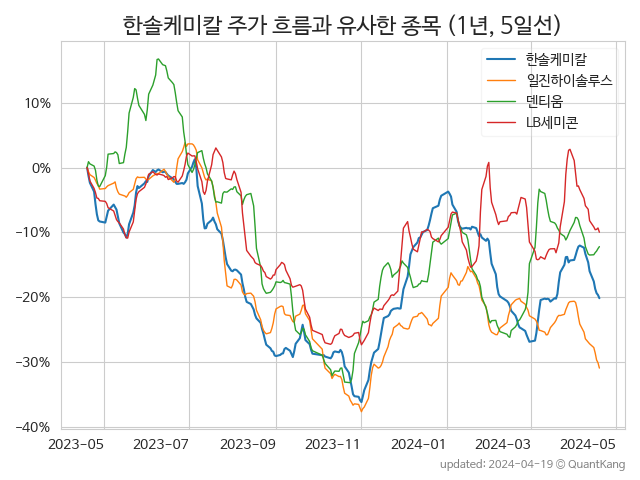 한솔케미칼 주가 흐름과 유사한 종목 (1년, 5일선)
한솔케미칼
일진하이솔루스
덴티움
LB세미콘
10%
0%
−10%
−20%
−30%
−40%
2023-05 2023-07 2023-09 2023-11 2024-01 2024-03 2024-05
updated: 2024-04-19 © QuantKang